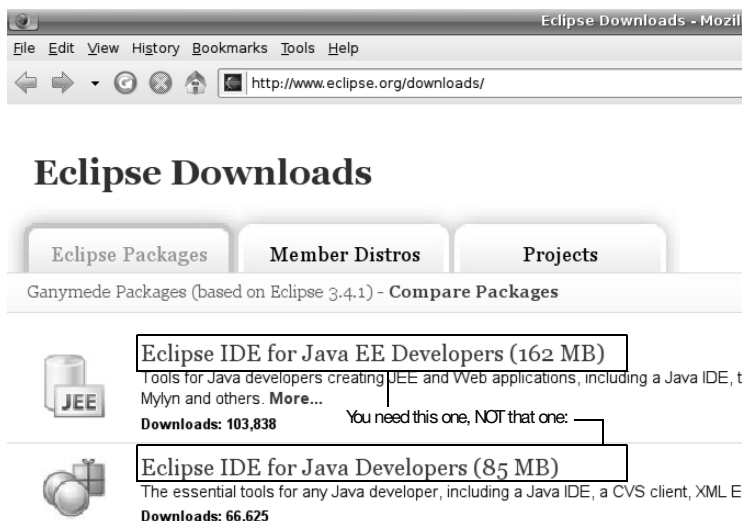 Eclipse Downloads - Mozil
File Edit View History Bookmarks Tools Help
http://www.eclipse.org/downloads/
Eclipse Downloads
Eclipse Packages Member Distros Projects
Ganymede Packages (based on Eclipse 3.4.1) - Compare Packages
Eclipse IDE for Java EE Developers (162 MB)
Tools for Java developers creating JEE and Web applications, including a Java IDE, t
JEE
Mylyn and others. More...
Downloads: 103,838
You need this one, NOT that one:
Eclipse IDE for Java Developers (85 MB)
The essential tools for any Java developer, including a Java IDE, a CVS client, XML E
Downloads: 66,625